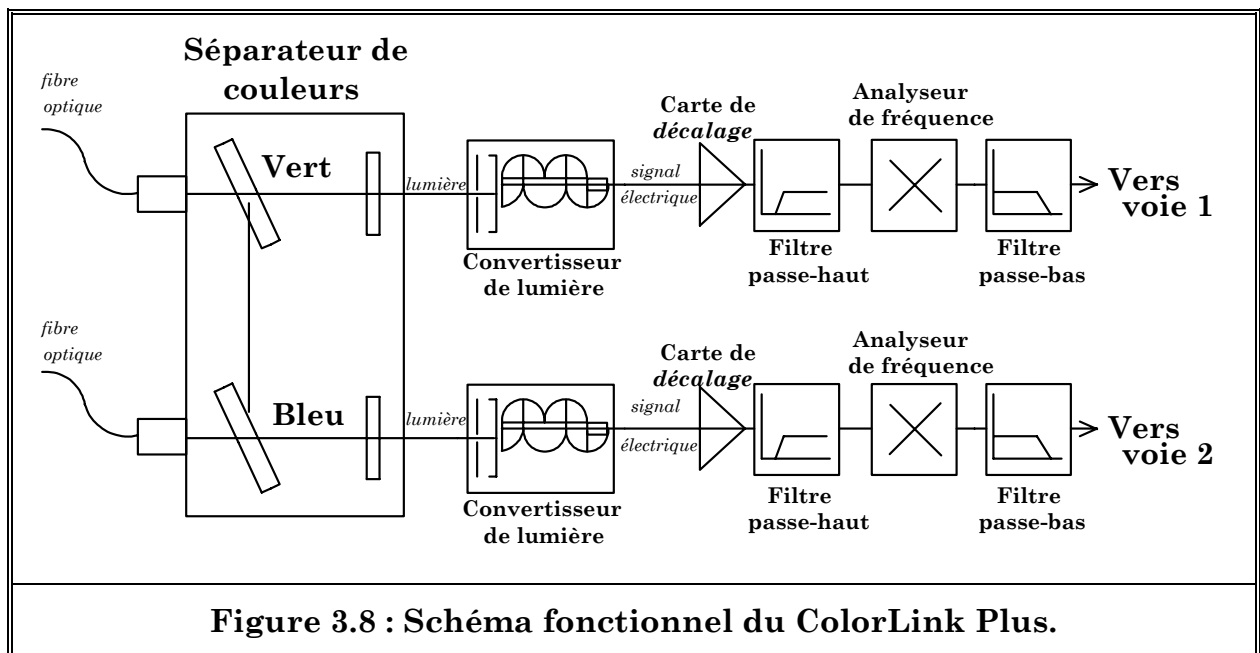 Séparateur de
couleurs
fibre
optique
Vert
lumière
Convertisseur
de lumière
signal
électrique
Carte de
décalage
Filtre
passe-haut
Analyseur
de fréquence
Filtre
passe-bas
Vers
voie 1
fibre
optique
Bleu
lumière
Convertisseur
de lumière
signal
électrique
Carte de
décalage
Filtre
passe-haut
Analyseur
de fréquence
Filtre
passe-bas
Vers
voie 2
Figure 3.8 : Schéma fonctionnel du ColorLink Plus.